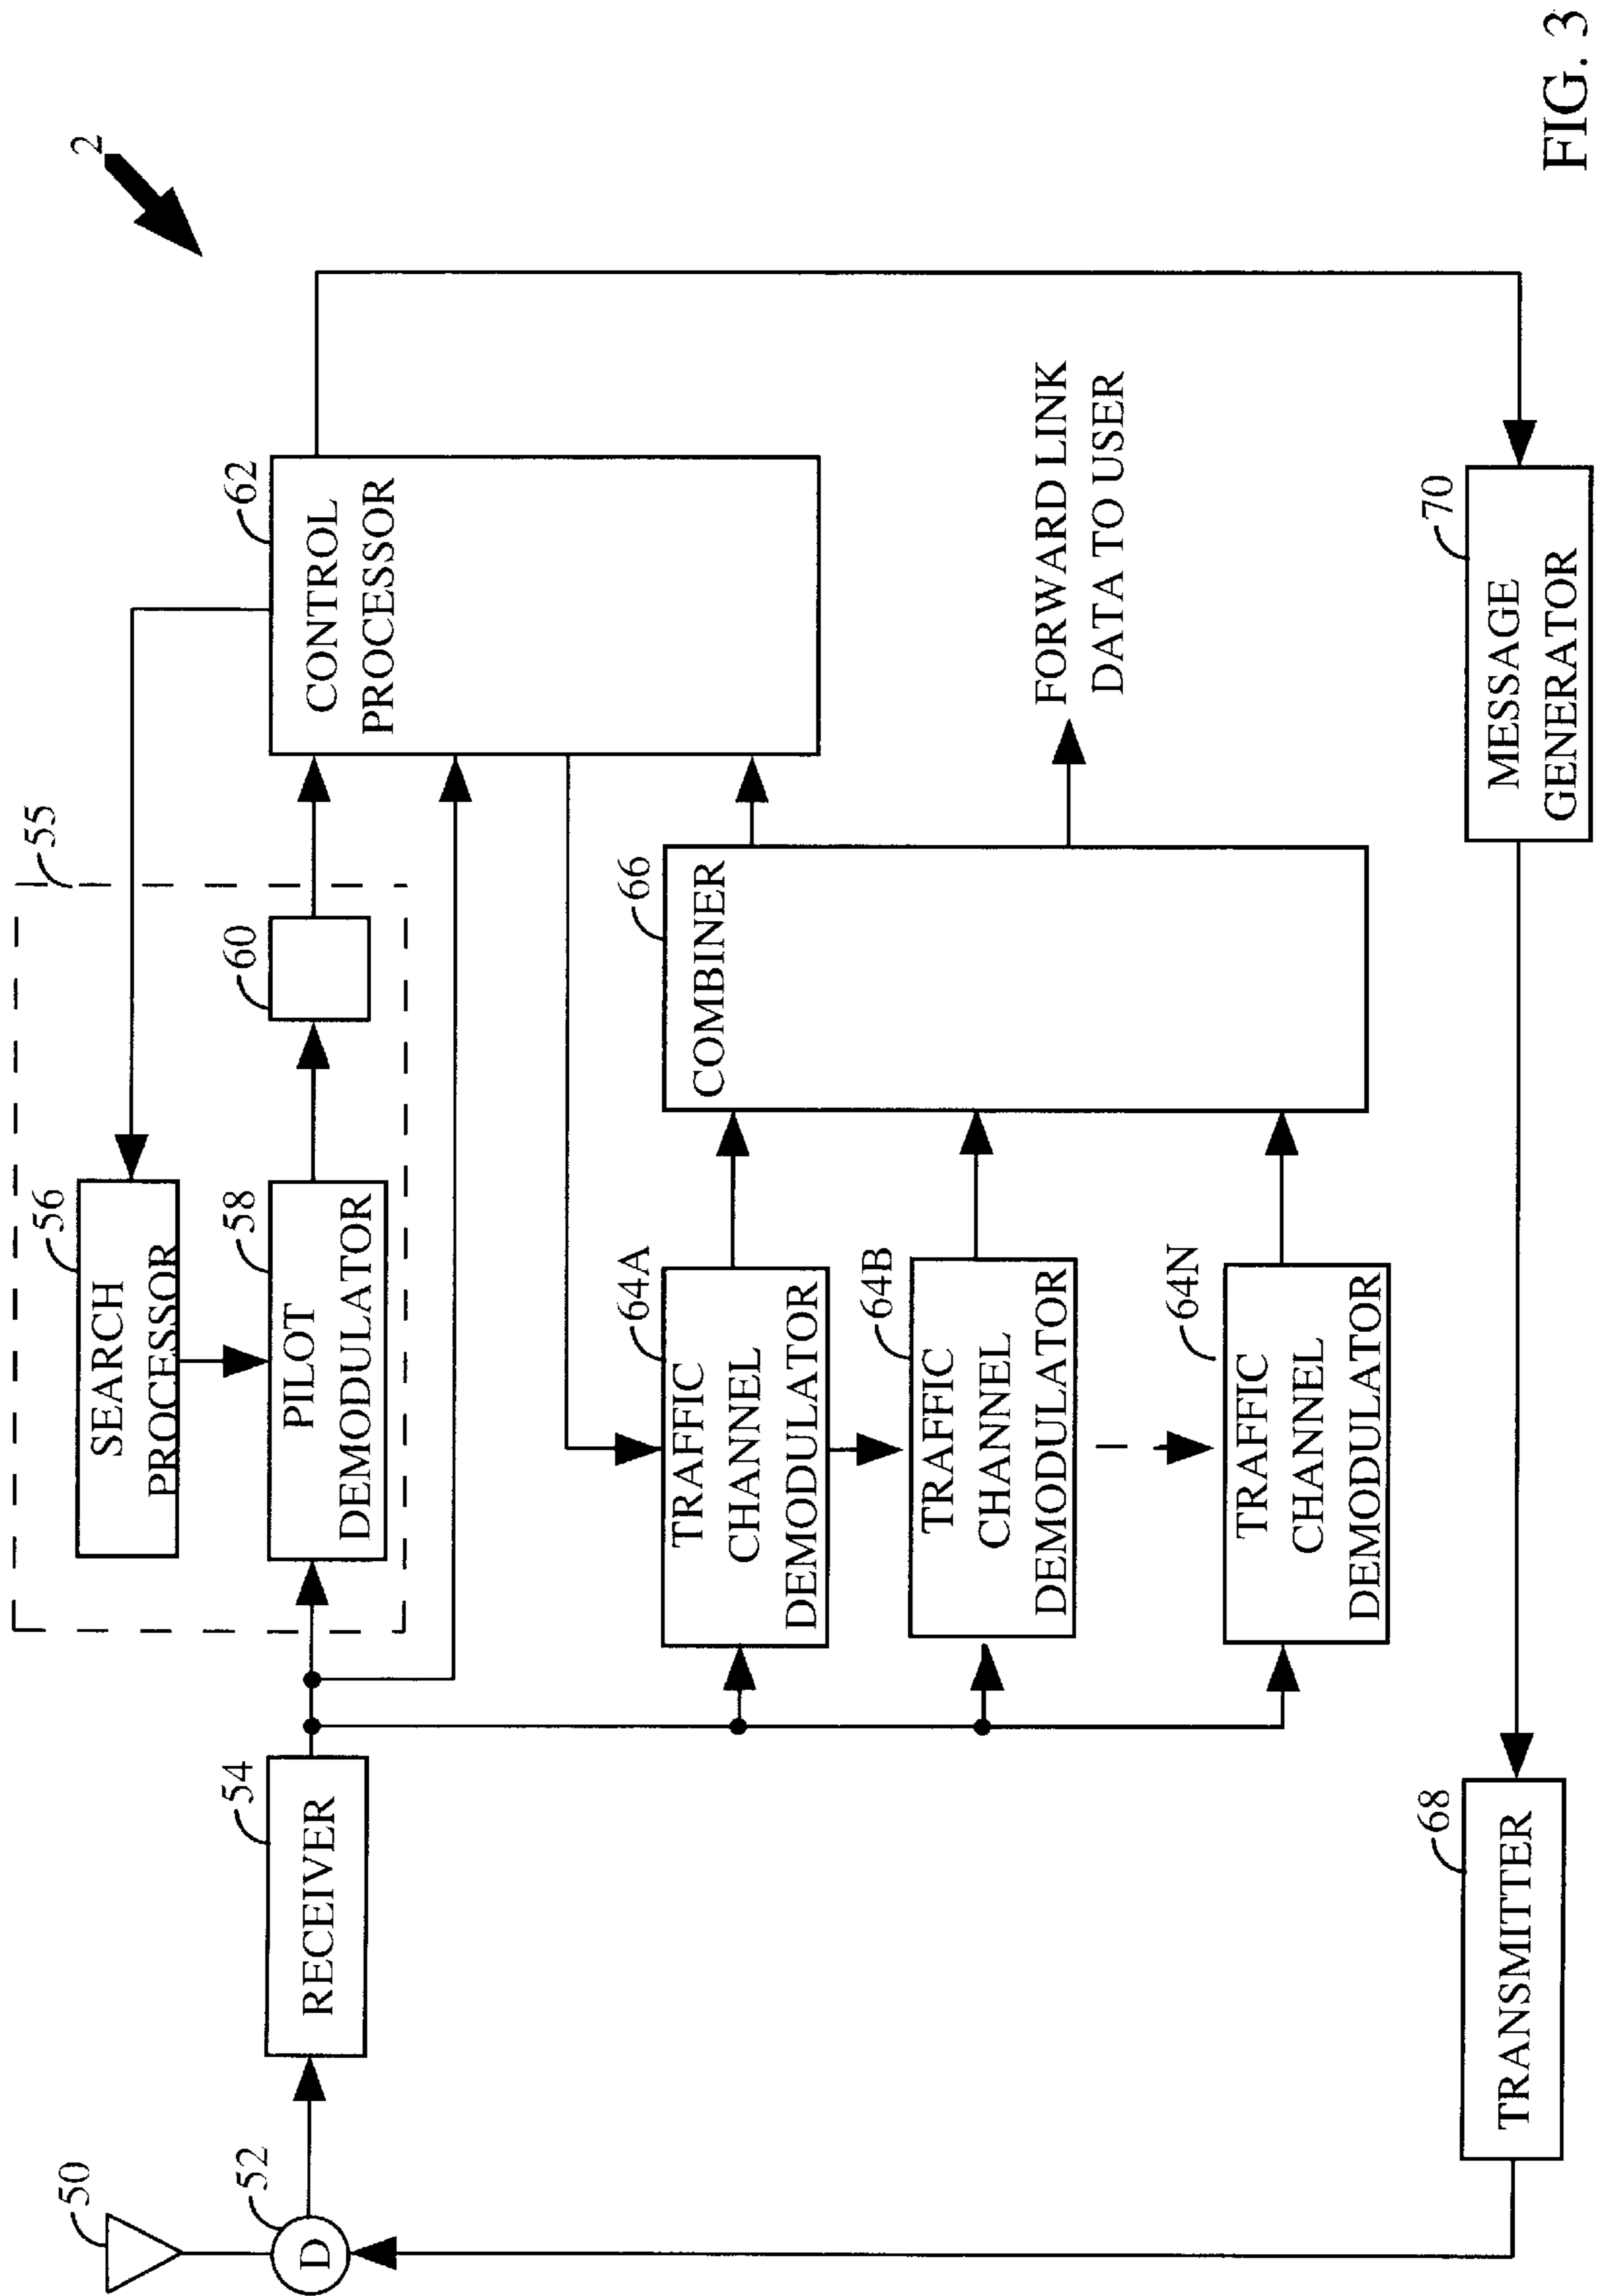 2
55
56
SEARCH
PROCESSOR
58
PILOT
DEMODULATOR
60
62
CONTROL
PROCESSOR
50
52
D
54
RECEIVER
64A
TRAFFIC
CHANNEL
DEMODULATOR
64B
TRAFFIC
CHANNEL
DEMODULATOR
64N
TRAFFIC
CHANNEL
DEMODULATOR
66
COMBINER
FORWARD LINK
DATA TO USER
68
TRANSMITTER
70
MESSAGE
GENERATOR
FIG. 3